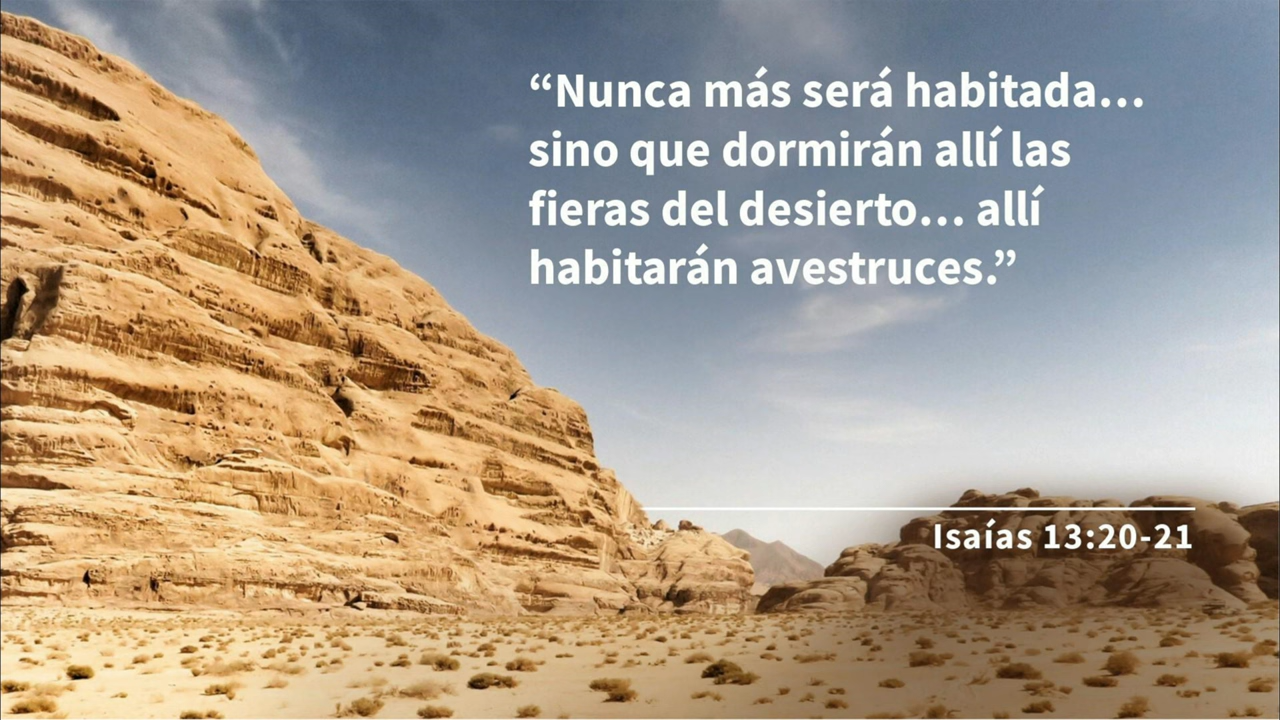 “Nunca más será habitada...
sino que dormirán allí las
fieras del desierto... allí
habitarán avestruces.”
Isaías 13:20-21